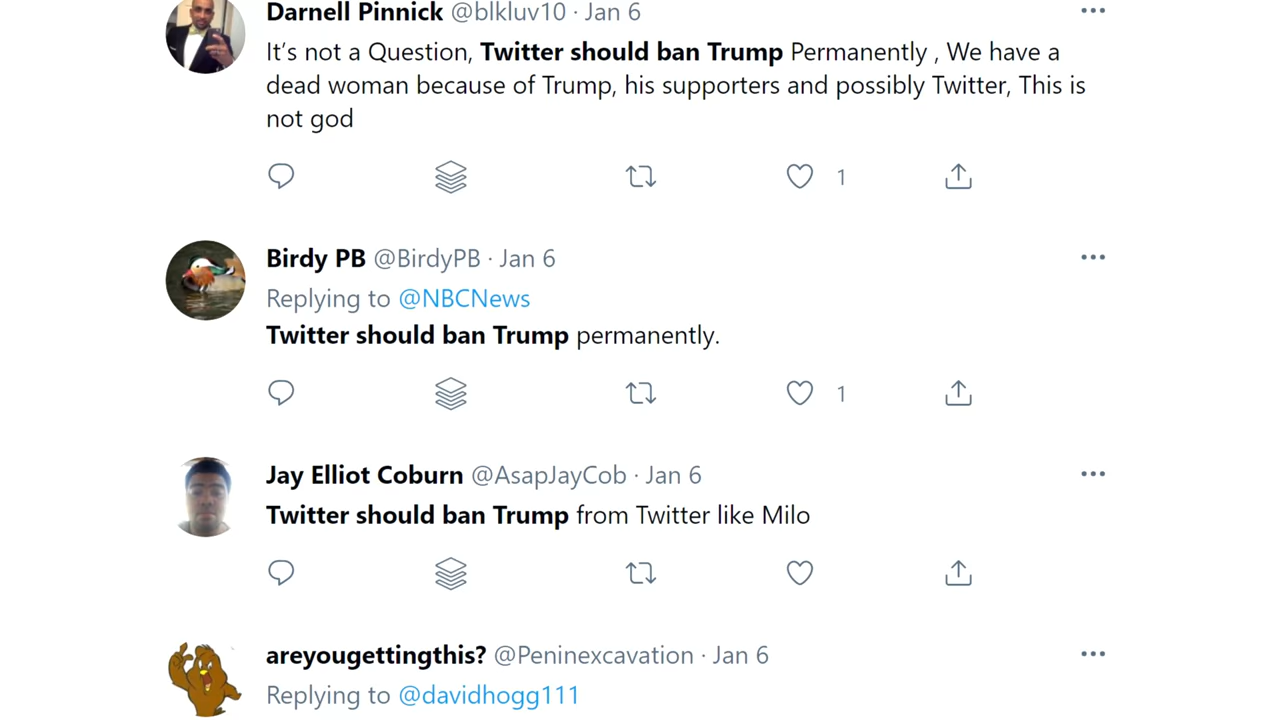 Darnell Pinnick @blkluv10 · Jan 6
It’s not a Question, Twitter should ban Trump Permanently , We have a
dead woman because of Trump, his supporters and possibly Twitter, This is
not god
1
Birdy PB @BirdyPB · Jan 6
Replying to @NBCNews
Twitter should ban Trump permanently.
1
Jay Elliot Coburn @AsapJayCob · Jan 6
Twitter should ban Trump from Twitter like Milo
areyougettingthis? @Peninexcavation · Jan 6
Replying to @davidhogg111